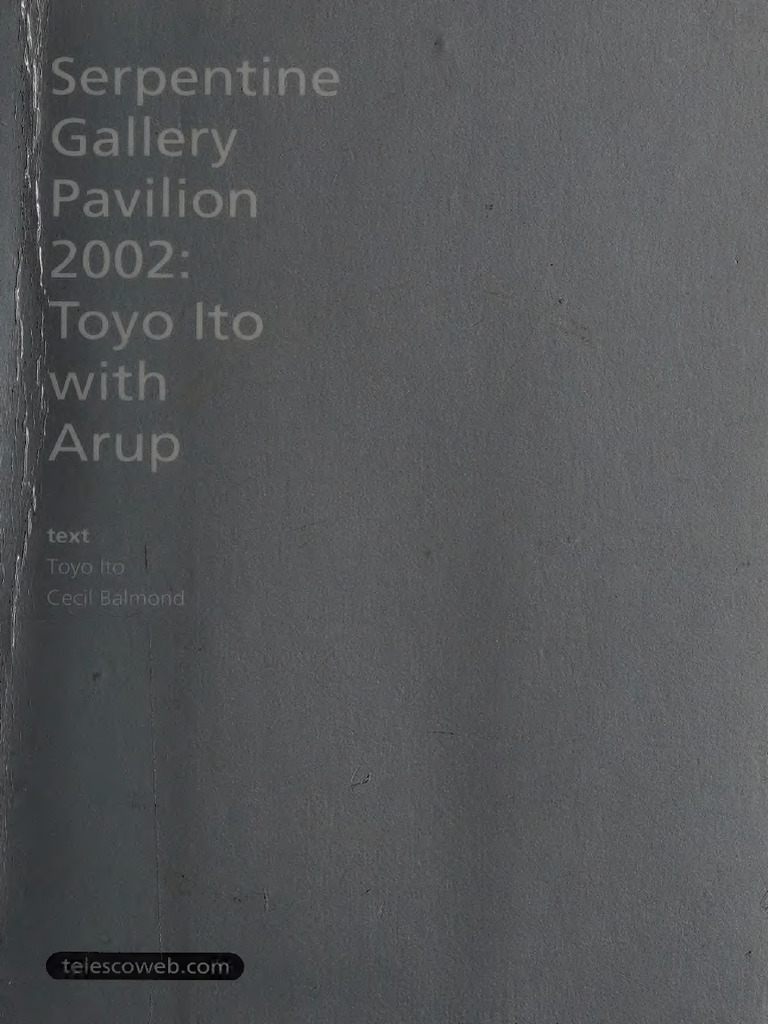 Serpentine
Gallery
Pavilion
2002:
Toyo Ito
with
Arup
text
Toyo Ito
Cecil Balmond
telescoweb.com